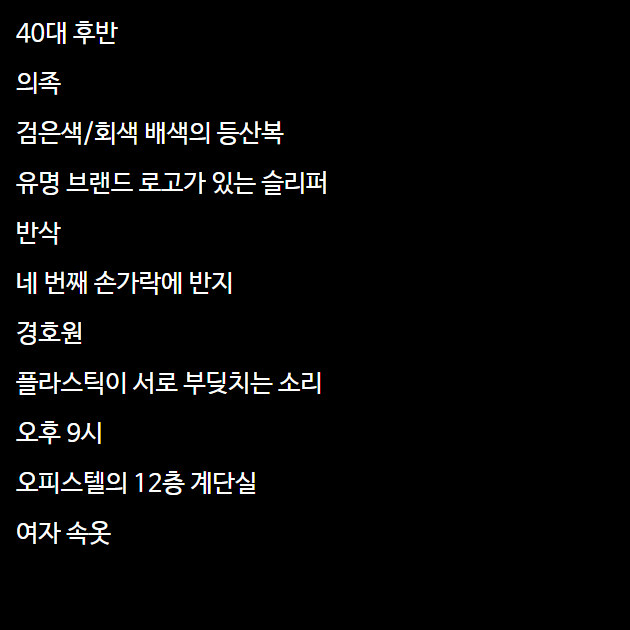 40대 후반
의족
검은색/회색 배색의 등산복
유명 브랜드 로고가 있는 슬리퍼
반삭
네 번째 손가락에 반지
경호원
플라스틱이 서로 부딪치는 소리
오후 9시
오피스텔의 12층 계단실
여자 속옷